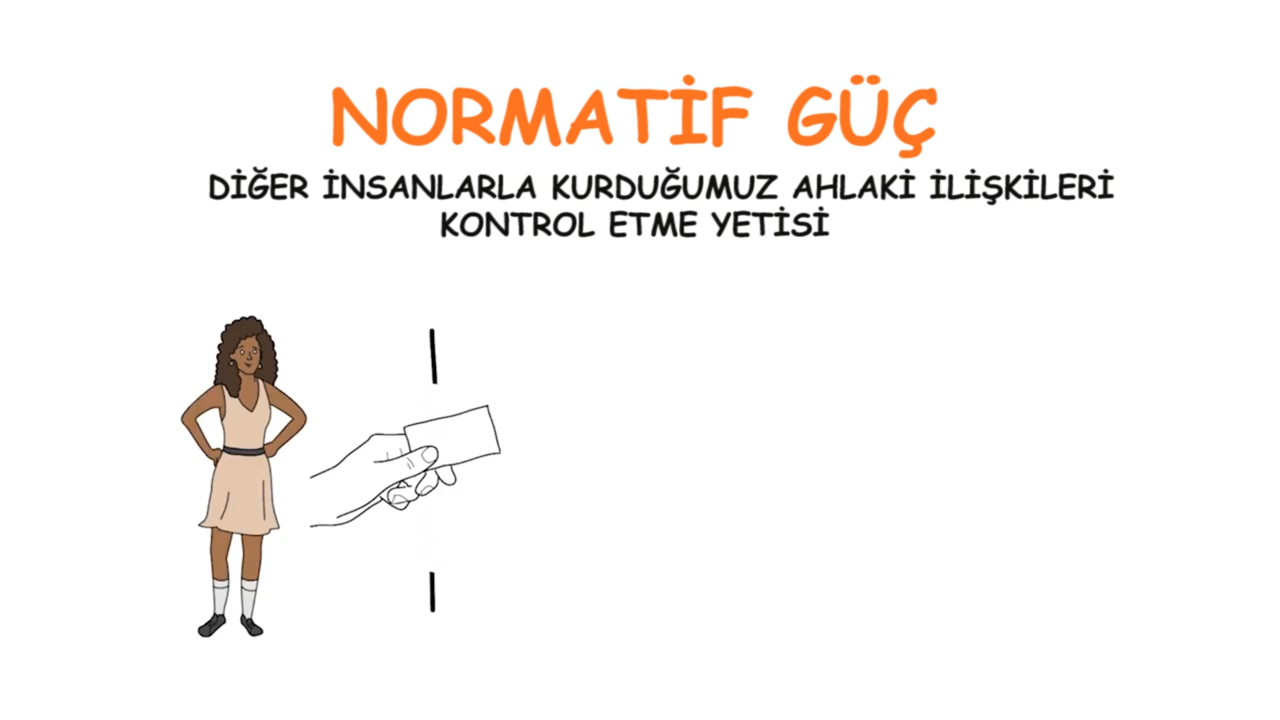 NORMATİF GÜÇ
DİĞER İNSANLARLA KURDUĞUMUZ AHLAKİ İLİŞKİLERİ
KONTROL ETME YETİSİ